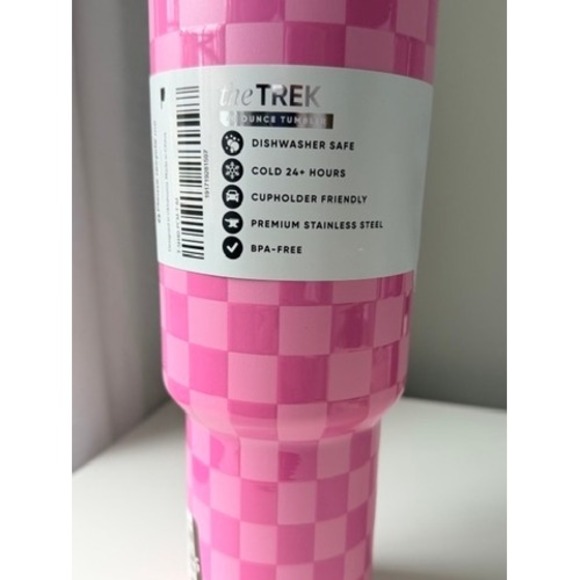 the TREK
OUNCE TUMBLER
DISHWASHER SAFE
COLD 24+ HOURS
CUPHOLDER FRIENDLY
PREMIUM STAINLESS STEEL
BPA-FREE